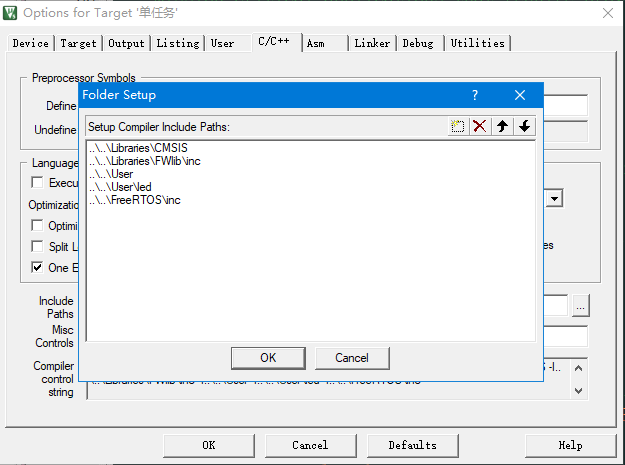 Options for Target '单任务'
Device
Target
Output
Listing
User
C/C++
Asm
Linker
Debug
Utilities
Preprocessor Symbols
Define
Undefine
Folder Setup
?
Setup Compiler Include Paths:
..\..\Libraries\CMSIS
..\..\Libraries\FWlib\inc
..\..\User
..\..\User\led
..\..\FreeRTOS\inc
OK
Cancel
Language
Execu
Optimizatio
Optimi
Split L
One E
es
Include
Paths
...
Misc
Controls
Compiler
control
string
OK
Cancel
Defaults
Help